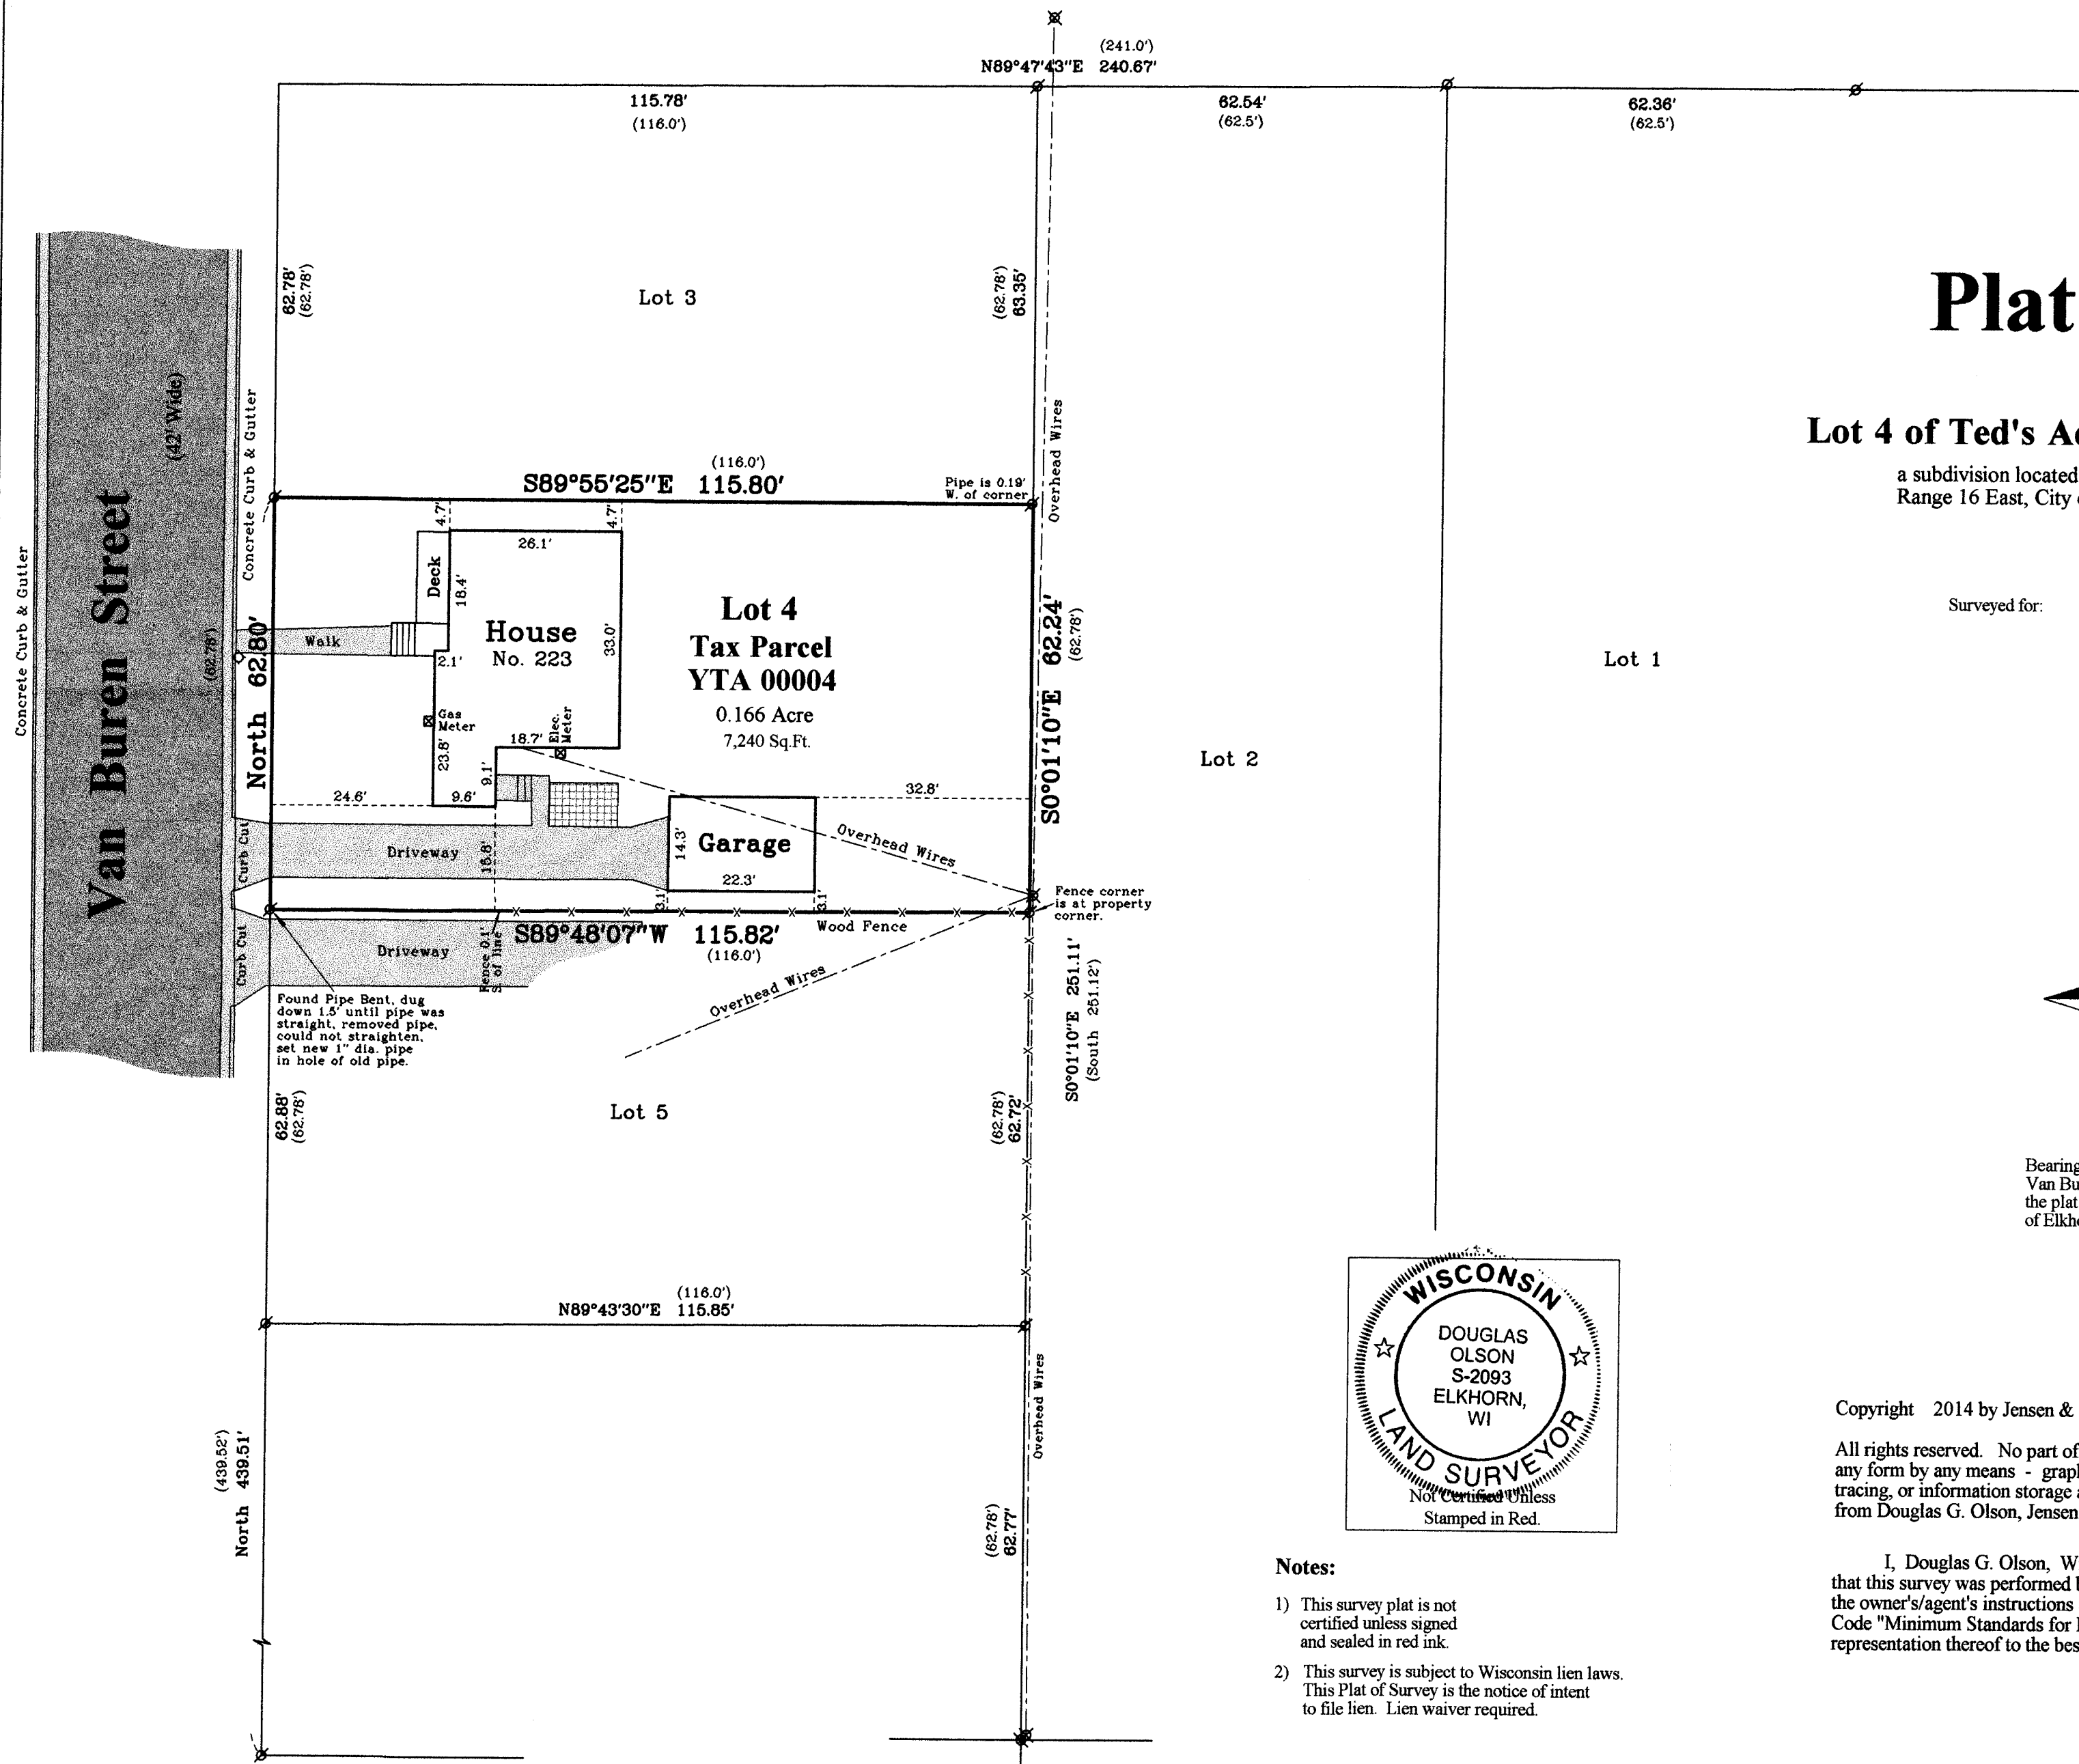 (241.0')
N89°47'43"E 240.67'
115.78'
(116.0')
62.54'
(62.5')
62.36'
(62.5')
62.78'
(62.78')
Lot 3
(62.78')
63.35'
Overhead Wires
Plat
Lot 4 of Ted's Ad
a subdivision located
Range 16 East, City
Surveyed for:
Concrete Curb & Gutter
Van Buren Street
(42' Wide)
Concrete Curb & Gutter
(62.78')
North 62.80'
(116.0')
S89°55'25"E 115.80'
Pipe is 0.19'
W. of corner
4.7'
4.7'
26.1'
Deck
18.4'
House
No. 223
33.0'
Walk
2.1'
Gas
Meter
23.8'
18.7'
Elec.
Meter
9.1'
24.6'
9.6'
Lot 4
Tax Parcel
YTA 00004
0.166 Acre
7,240 Sq.Ft.
S0°01'10"E 62.24'
(62.78')
Lot 1
Lot 2
32.8'
Curb Cut
Driveway
16.8'
14.3'
Garage
22.3'
Overhead Wires
3.1'
3.1'
Fence corner
is at property
corner.
Wood Fence
S89°48'07"W 115.82'
(116.0')
Fence 0.1'
S. of line
Curb Cut
Driveway
Overhead Wires
Found Pipe Bent, dug
down 1.5' until pipe was
straight, removed pipe,
could not straighten,
set new 1" dia. pipe
in hole of old pipe.
S0°01'10"E 251.11'
(South 251.12')
62.88'
(62.78')
Lot 5
(62.78')
62.72'
Bearing
Van Bu
the plat
of Elkho
(116.0')
N89°43'30"E 115.85'
Overhead Wires
(439.52')
North 439.51'
(62.78')
62.77'
WISCONSIN
DOUGLAS
OLSON
S-2093
ELKHORN,
WI
LAND SURVEYOR
Not Certified Unless
Stamped in Red.
Notes:
1) This survey plat is not
certified unless signed
and sealed in red ink.
2) This survey is subject to Wisconsin lien laws.
This Plat of Survey is the notice of intent
to file lien. Lien waiver required.
Copyright 2014 by Jensen &
All rights reserved. No part of
any form by any means - grap
tracing, or information storage
from Douglas G. Olson, Jensen
I, Douglas G. Olson, W
that this survey was performed
the owner's/agent's instructions
Code "Minimum Standards for
representation thereof to the bes